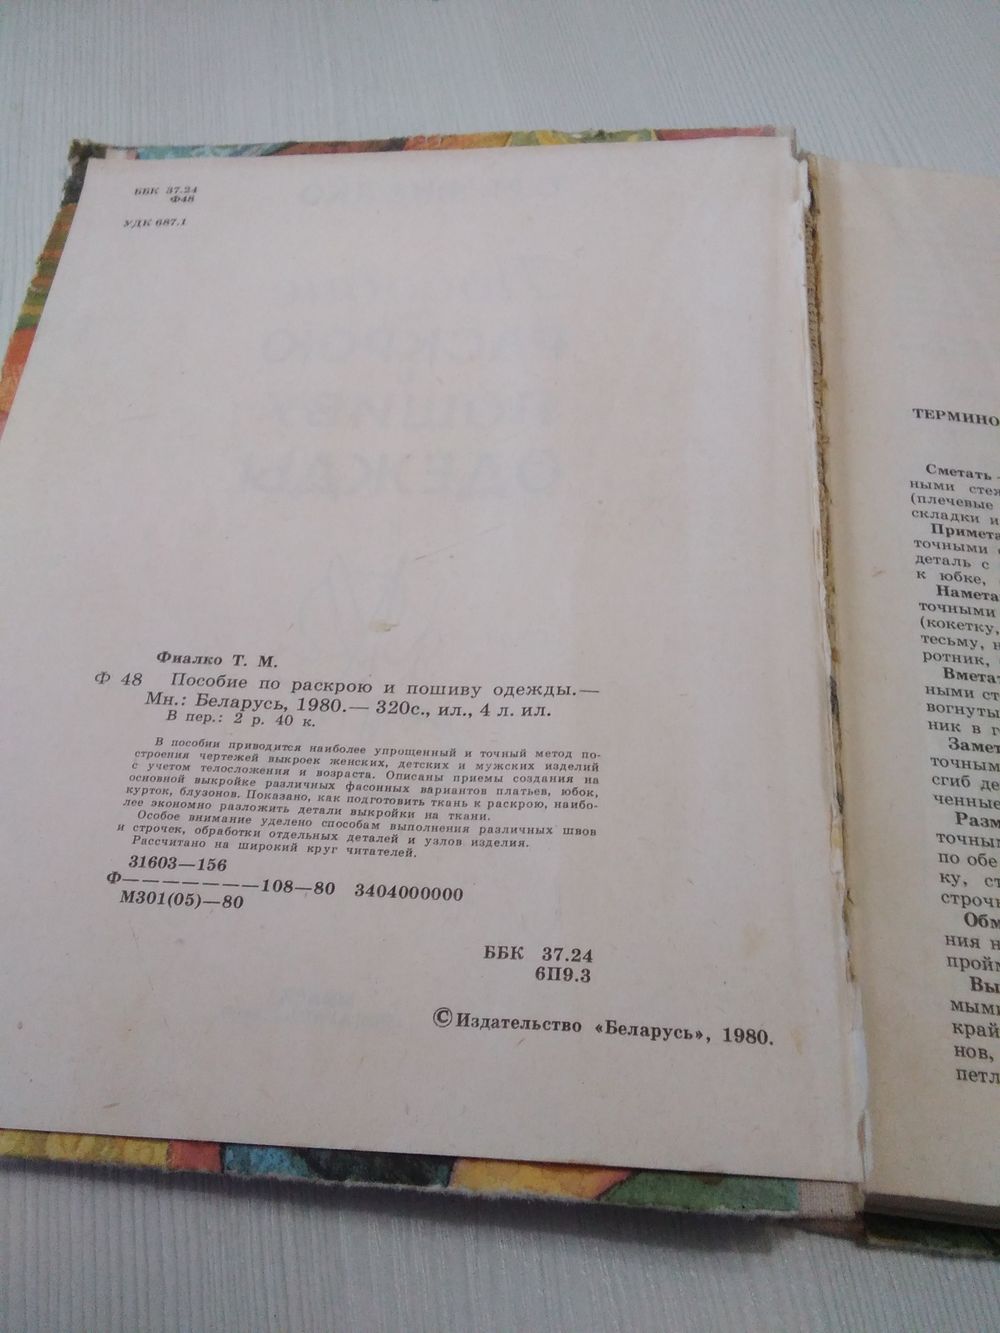 ББК 37.24
Ф48
УДК 687.1
Фиалко Т. М.
Ф 48 Пособие по раскрою и пошиву одежды.—
Мн.: Беларусь, 1980.— 320с., ил., 4 л. ил.
В пер.: 2 р. 40 к.
В пособии приводится наиболее упрощенный и точный метод по-
строения чертежей выкроек женских, детских и мужских изделий
с учетом телосложения и возраста. Описаны приемы создания на
основной выкройке различных фасонных вариантов платьев, юбок,
курток, блузонов. Показано, как подготовить ткань к раскрою, наибо-
лее экономно разложить детали выкройки на ткани.
Особое внимание уделено способам выполнения различных швов
и строчек, обработки отдельных деталей и узлов изделия.
Рассчитано на широкий круг читателей.
31603—156
Ф————————108—80 3404000000
М301(05)—80
ББК 37.24
6П9.3
© Издательство «Беларусь», 1980.
ТЕРМИНО
Сметать
ными стеж
(плечевые
складки и
Примета
точными
деталь с
к юбке,
Намета
точными
(кокетку,
тесьму, н
ротник,
Вметат
ными ст
вогнуты
ник в г
Замет
точным
сгиб де
ченные
Разм
точны
по обе
ку, ст
строч
Обм
ния н
пройм
Вы
мыми
край
нов,
петл